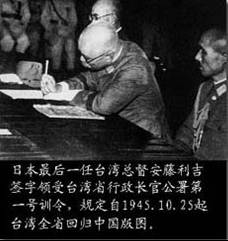 日本最后一任台湾总督安藤利吉
签字领受台湾省行政长官公署第
一号训令，规定自1945.10.25起
台湾全省回归中国版图。